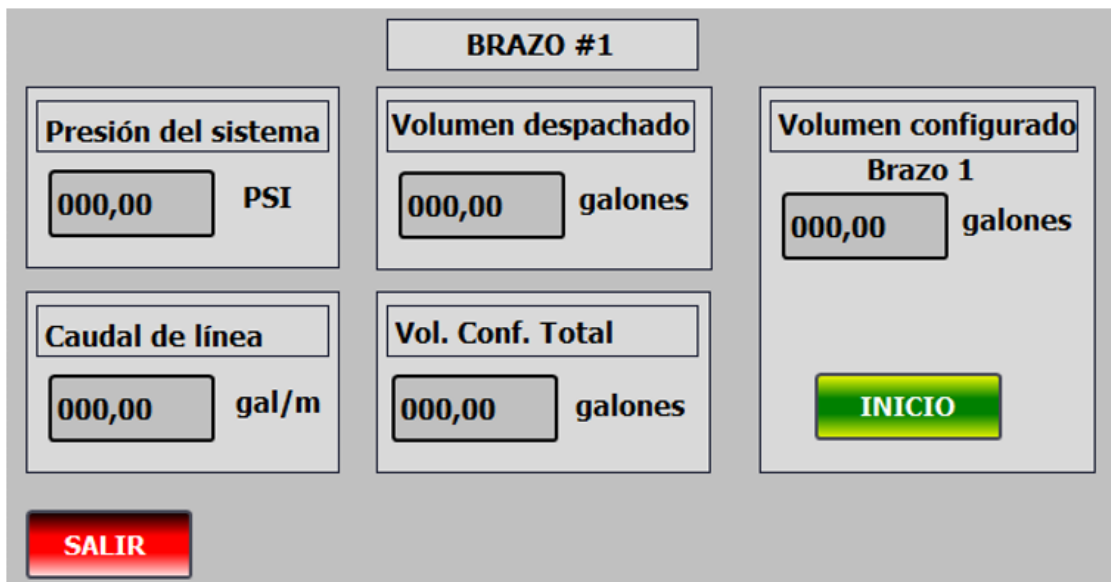 BRAZO #1
Presión del sistema
000,00 PSI
Volumen despachado
000,00 galones
Volumen configurado
Brazo 1
000,00 galones
Caudal de línea
000,00 gal/m
Vol. Conf. Total
000,00 galones
INICIO
SALIR